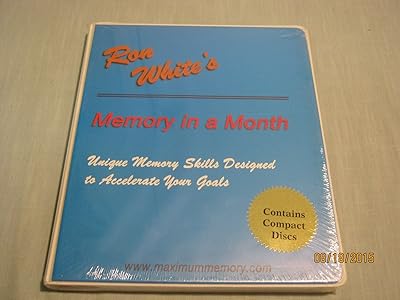 Ron
White's
Memory in a Month
Unique Memory Skills Designed
to Accelerate Your Goals
Contains
Compact
Discs
www.maximummemory.com
09/19/2015